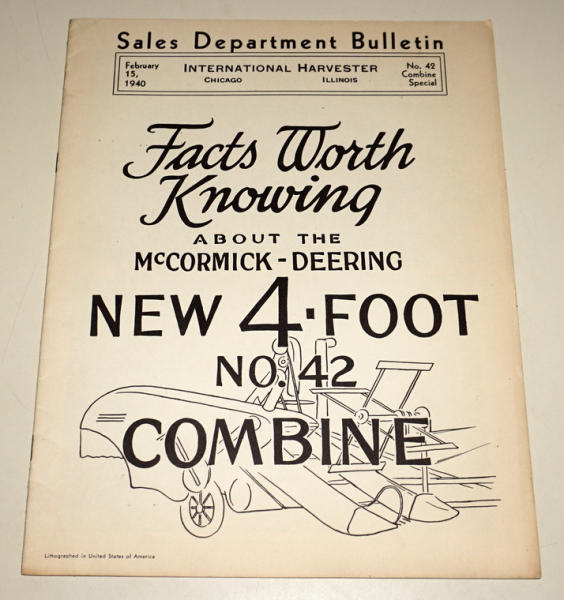 Sales Department Bulletin
February 15, 1940
INTERNATIONAL HARVESTER
CHICAGO ILLINOIS
No. 42 Combine Special
Facts Worth
Knowing
ABOUT THE
McCORMICK-DEERING
NEW 4-FOOT
NO. 42
COMBINE
Lithographed in United States of America